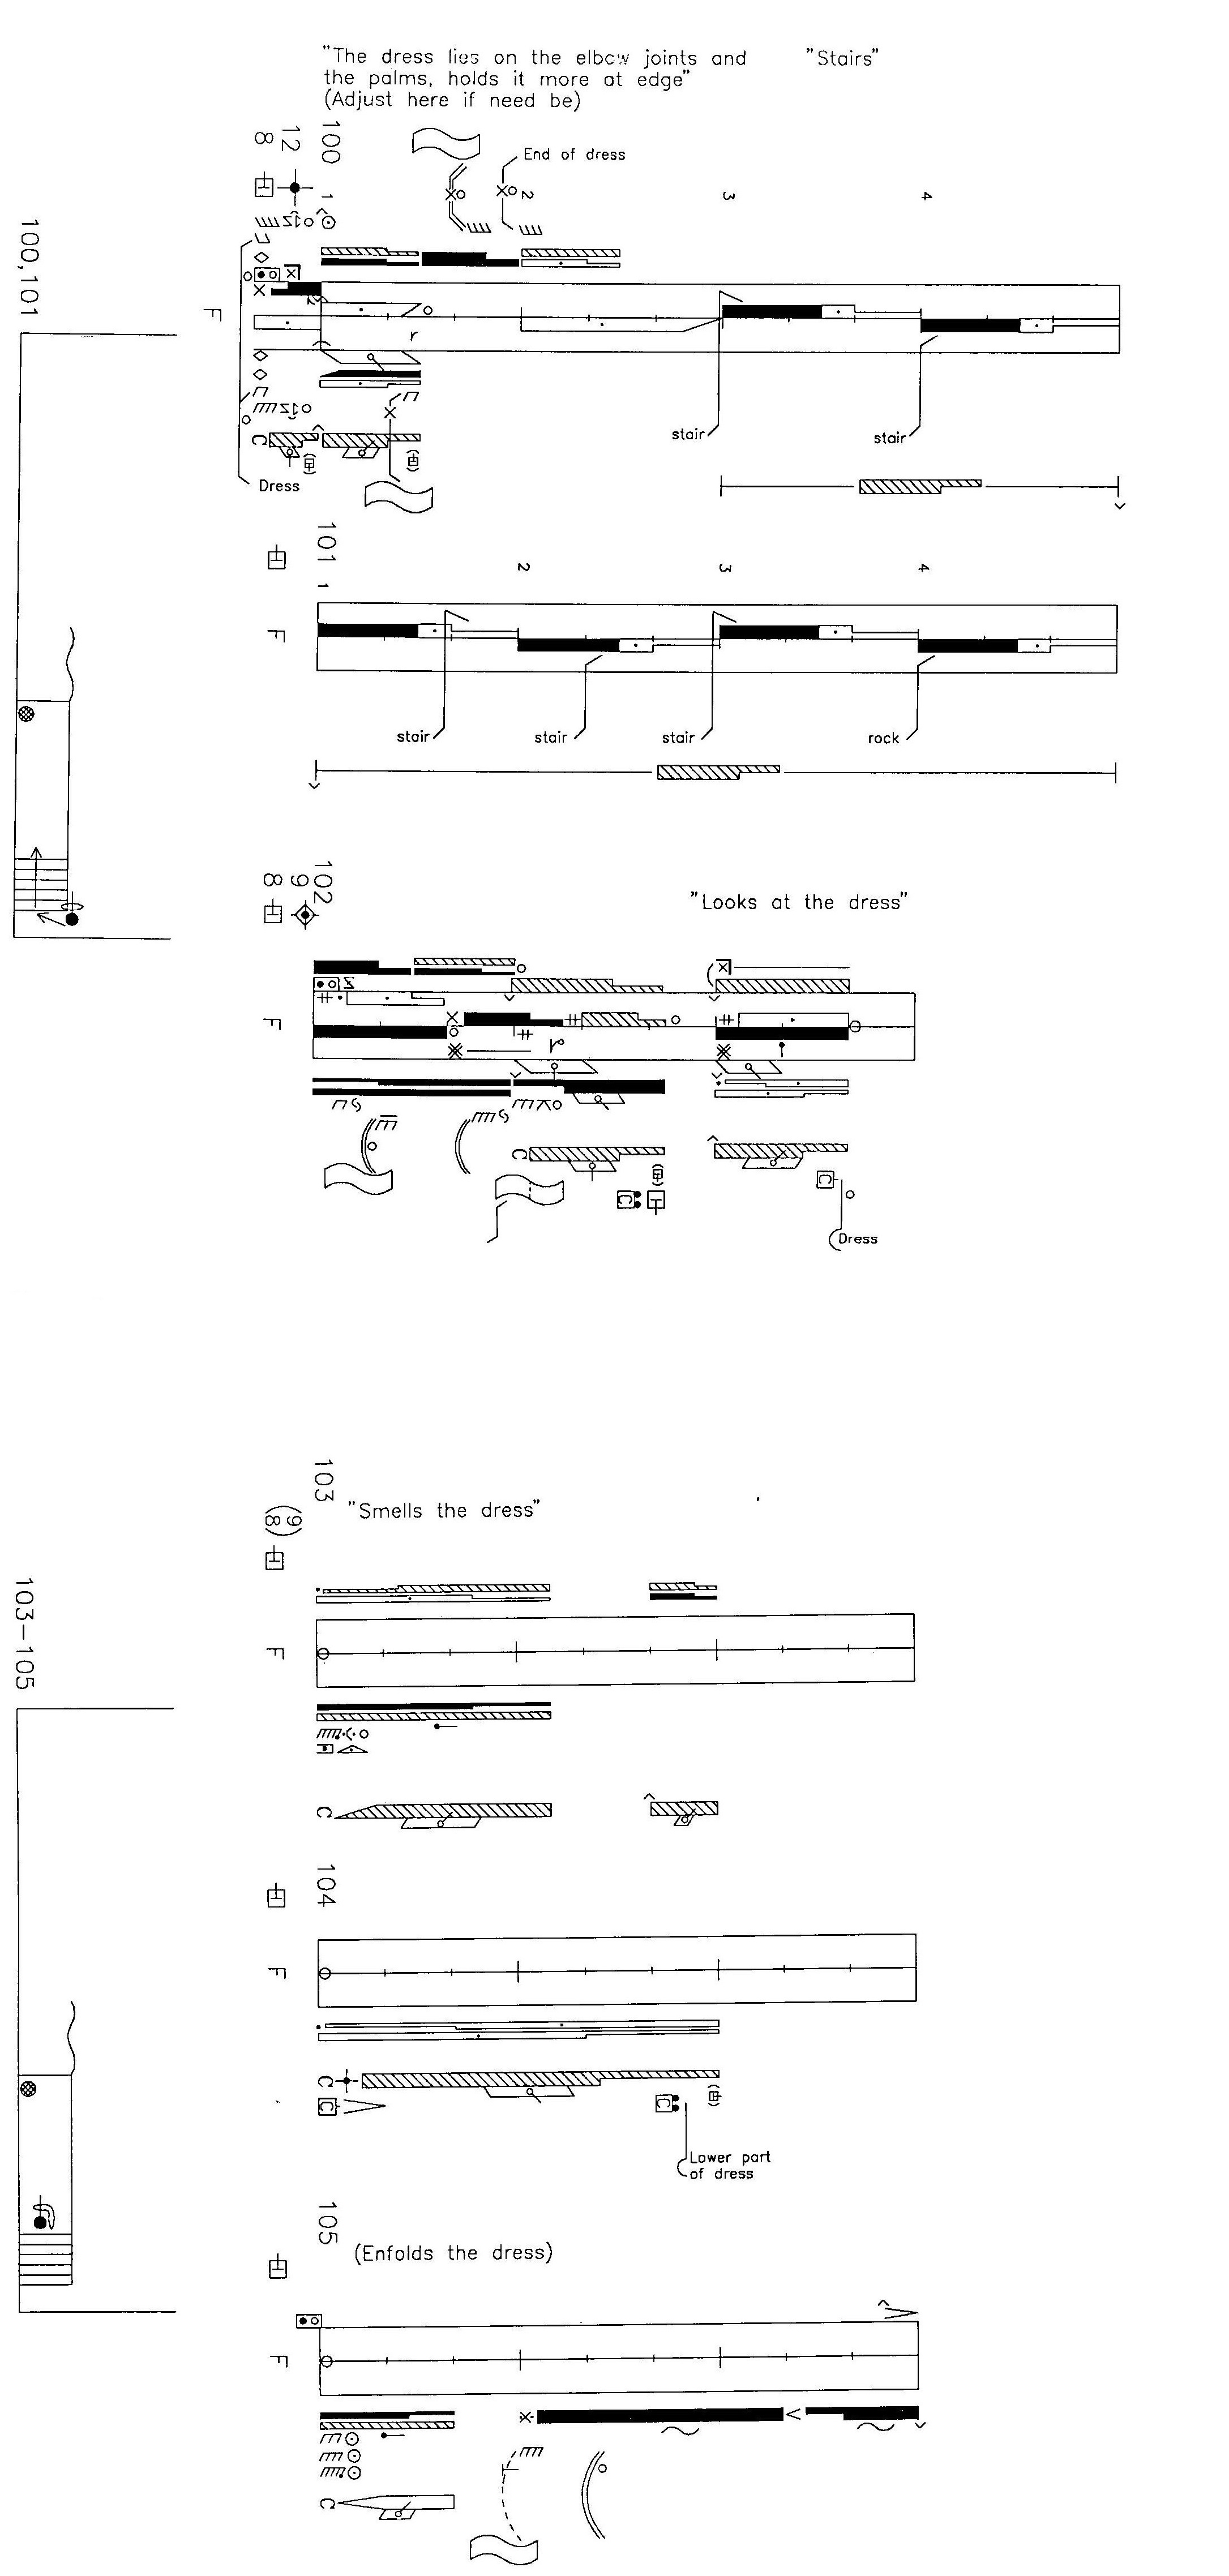 "The dress lies on the elbow joints and
the palms, holds it more at edge"
(Adjust here if need be)
"Stairs"
End of dress
100
12
8
1
2
3
4
100,101
F
r
stair
stair
C
Dress
101
1
2
3
4
F
stair
stair
stair
rock
102
9
8
"Looks at the dress"
F
C
C
C
Dress
103
(9
8)
"Smells the dress"
F
C
103-105
104
F
C
C
C
Lower part
of dress
105
(Enfolds the dress)
F
C